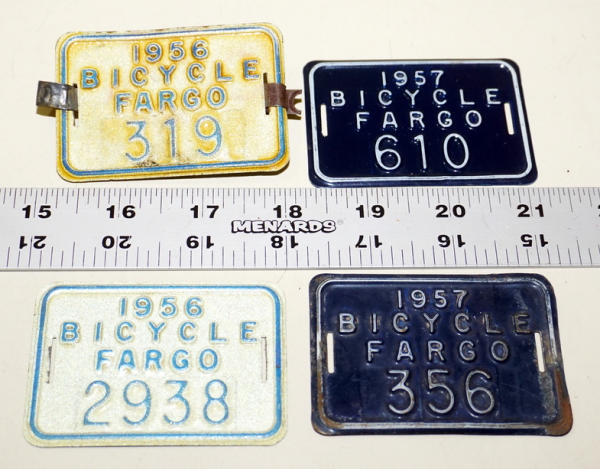 1956
BICYCLE
FARGO
319
1957
BICYCLE
FARGO
610
15 16 17 18 19 20 21
MENARDS®
21 20 19 18 17 16 15
1956
BICYCLE
FARGO
2938
1957
BICYCLE
FARGO
356